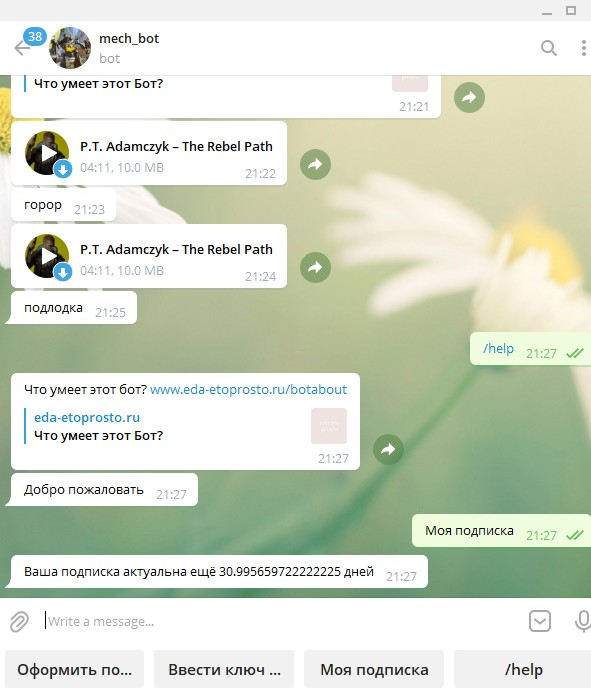 38
mech_bot
bot
Что умеет этот Бот?
21:21
P.T. Adamczyk – The Rebel Path
04:11, 10.0 MB
21:22
горор 21:23
P.T. Adamczyk – The Rebel Path
04:11, 10.0 MB
21:24
подлодка 21:25
/help 21:27
Что умеет этот бот? www.eda-etoprosto.ru/botabout
eda-etoprosto.ru
Что умеет этот Бот?
21:27
Добро пожаловать 21:27
Моя подписка 21:27
Ваша подписка актуальна ещё 30.995659722222225 дней 21:27
Write a message...
Оформить по... Ввести ключ ... Моя подписка /help